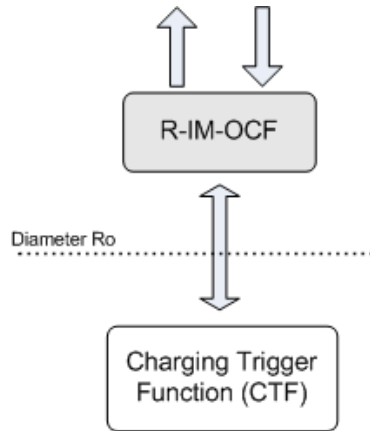 R-IM-OCF
Diameter Ro
Charging Trigger
Function (CTF)